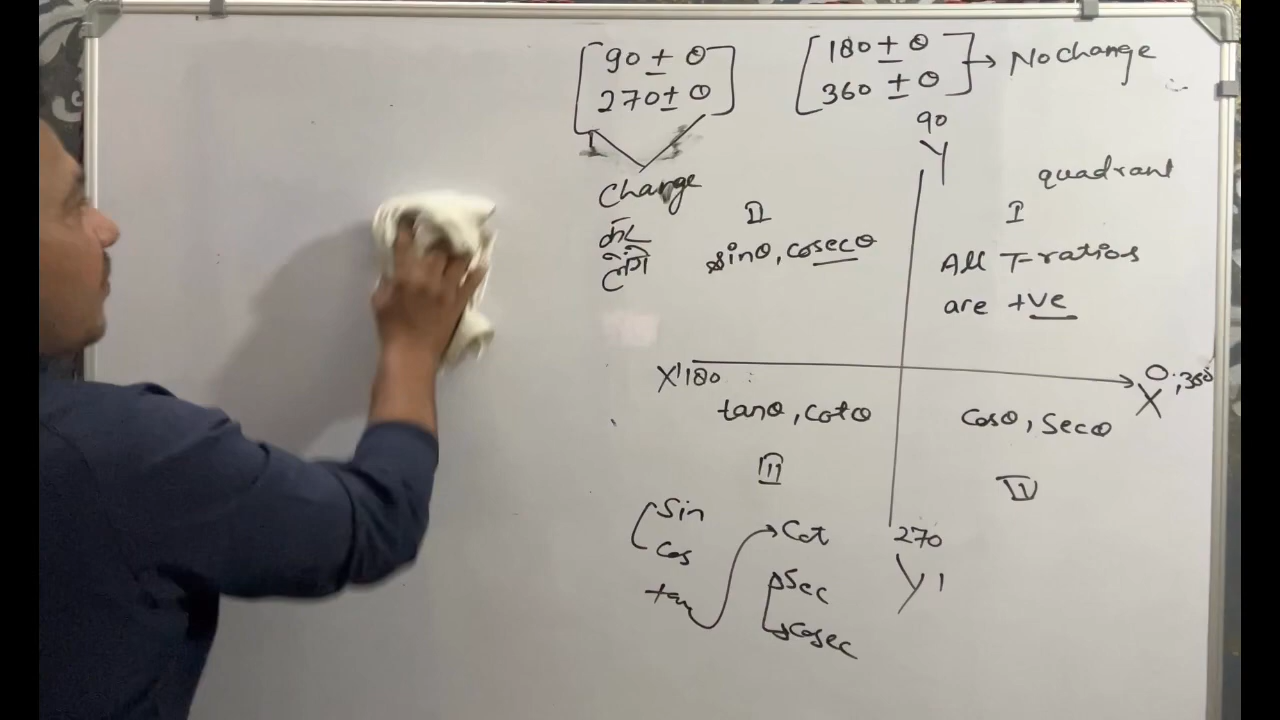 90 ± θ
270 ± θ
Change
180 ± θ
360 ± θ
→ No change
90
Y
quadrant
II
sinθ, cosecθ
I
All T-ratios
are +ve
X' 180
0, 360
X
tanθ, cotθ
III
cosθ, secθ
IV
270
Y'
Sin
Cos
tan
Cot
Sec
Cosec